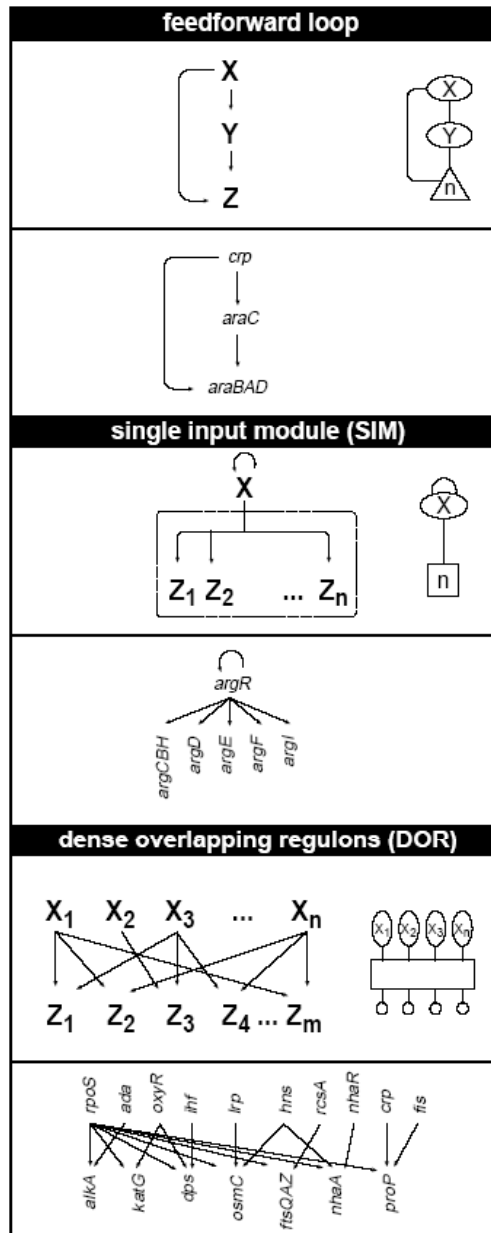 feedforward loop
X
X
Y
Y
Z
n
crp
araC
araBAD
single input module (SIM)
X
X
Z1 Z2 ... Zn
n
argR
argCBH argD argE argF argI
dense overlapping regulons (DOR)
X1 X2 X3 ... Xn
X1 X2 X3 Xn
Z1 Z2 Z3 Z4 ... Zm
rpoS ada oxyR ihf lrp hns rcsA nhaR crp fis
alkA katG dps osmC ftsQAZ nhaA proP